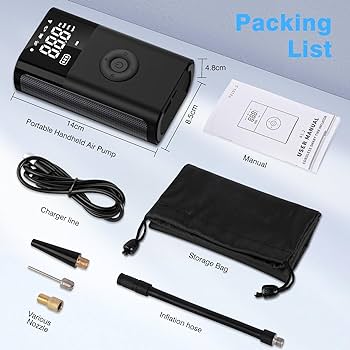 Packing
List
4.8cm
8.5cm
14cm
Portable Handheld Air Pump
USER MANUAL
Manual
Charger line
Storage Bag
Various
Nozzle
Inflation hose